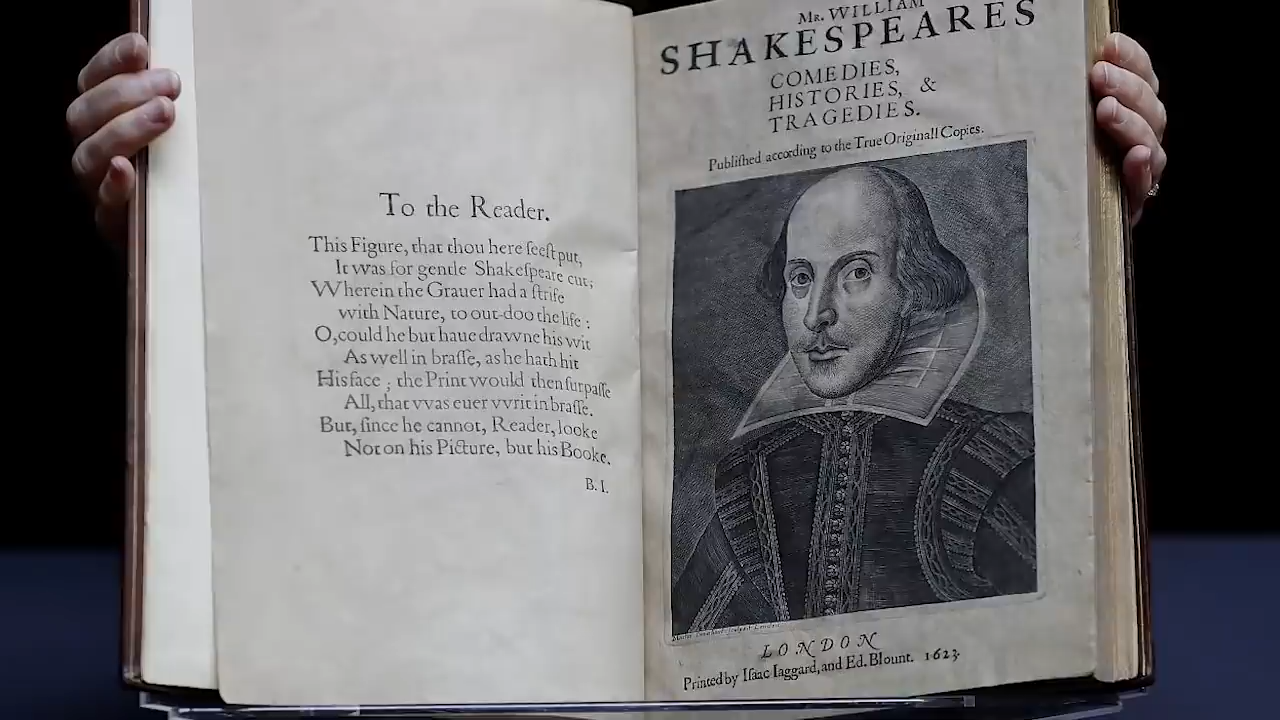 To the Reader.
This Figure, that thou here ſeeſt put,
It was for gentle Shakeſpeare cut;
Wherein the Grauer had a ſtrife
with Nature, to out-doo the life :
O, could he but haue dravvne his wit
As well in braſſe, as he hath hit
His face ; the Print would then ſurpaſſe
All, that vvas euer vvrit in braſſe.
But, ſince he cannot, Reader, looke
Not on his Picture, but his Booke.
B. I.
Mr. WILLIAM
SHAKESPEARES
COMEDIES,
HISTORIES, &
TRAGEDIES.
Publiſhed according to the True Originall Copies.
LONDON
Printed by Iſaac Iaggard, and Ed. Blount. 1623.